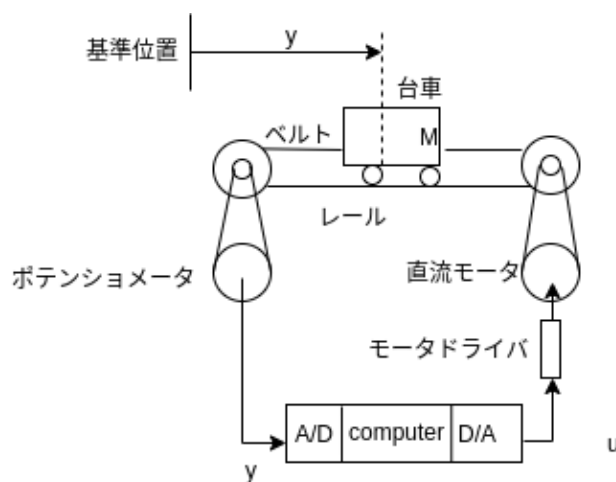 y
基準位置
台車
ベルト
M
レール
ポテンショメータ
直流モータ
モータドライバ
A/D
computer
D/A
u
y